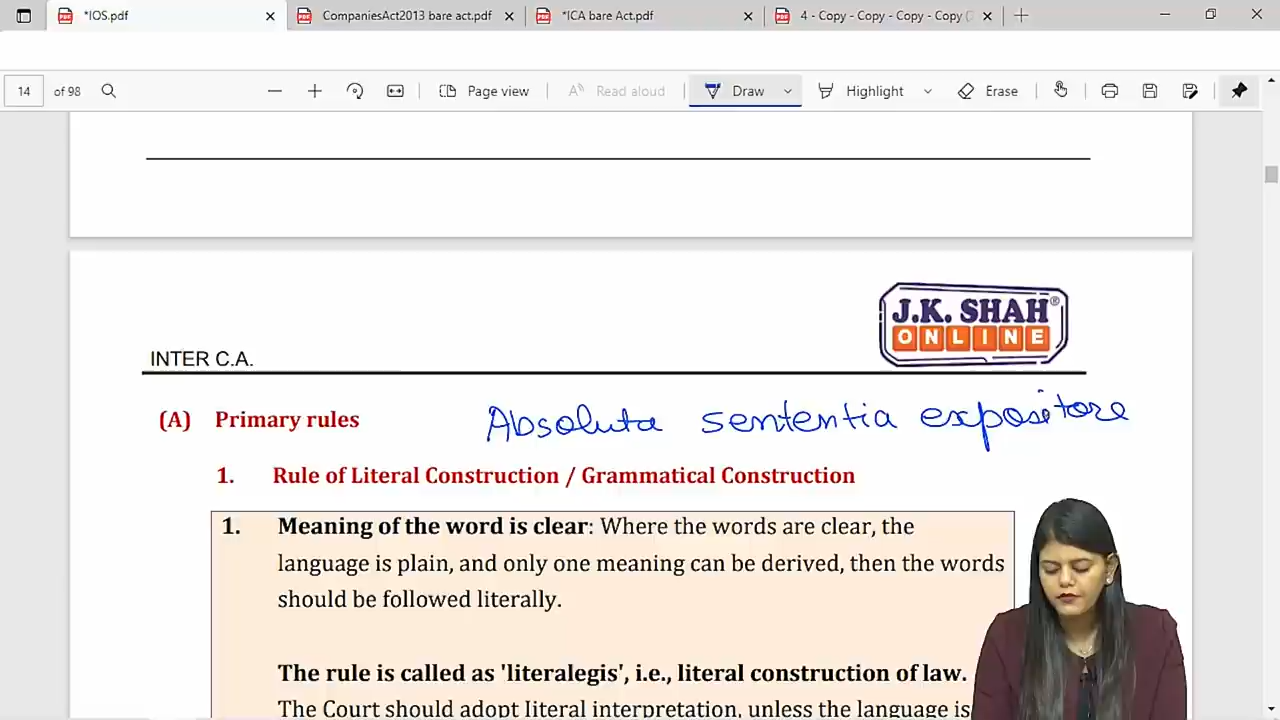 *IOS.pdf CompaniesAct2013 bare act.pdf *ICA bare Act.pdf 4 - Copy - Copy - Copy - Copy (
14 of 98 Page view Read aloud Draw Highlight Erase
J.K. SHAH®
ONLINE
INTER C.A.
(A) Primary rules Absoluta sententia expositore
1. Rule of Literal Construction / Grammatical Construction
1. Meaning of the word is clear: Where the words are clear, the
language is plain, and only one meaning can be derived, then the words
should be followed literally.
The rule is called as 'literalegis', i.e., literal construction of law.
The Court should adopt literal interpretation, unless the language is